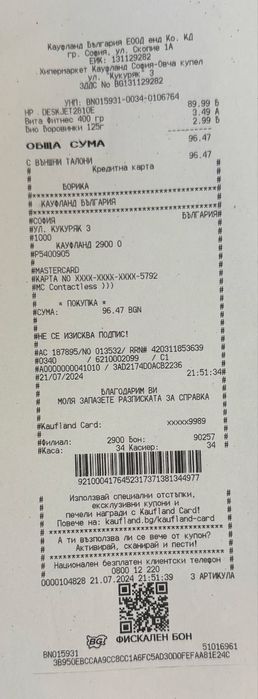 Кауфланд България ЕООД енд Ко. КД
гр. София, ул. Скопие 1А
ЕИК: 131129282
Хипермаркет Кауфланд София-Овча купел
ул. "Кукуряк" 3
ЗДДС No BG131129282
УНП: BN015931-0034-0106764
HP DESKJET2810E 89.99 Б
Вита Фитнес 400 гр 3.49 А
Био Боровинки 125г 2.99 Б
----------
ОБЩА СУМА 96.47
С ВЪНШНИ ТАЛОНИ 96.47
Кредитна карта
БОРИКА
КАУФЛАНД БЪЛГАРИЯ
#СОФИЯ БЪЛГАРИЯ#
#УЛ. КУКУРЯК 3 #
#1000 #
# КАУФЛАНД 2900 0 #
#P5400905 #
#MASTERCARD #
#КАРТА NO XXXX-XXXX-XXXX-5792 #
#MC Contactless ))) #
# * ПОКУПКА * #
#СУМА: 96.47 BGN #
#НЕ СЕ ИЗИСКВА ПОДПИС! #
#AC 187895/NO 013532/ RRN# 420311853639
#0340 / 6210002099 / C1 #
#A0000000041010 / 3AD2174D0ACB2236 #
#21/07/2024 21:51:34#
# БЛАГОДАРИМ ВИ #
# МОЛЯ ЗАПАЗЕТЕ РАЗПИСКАТА ЗА СПРАВКА #
#Kaufland Card: xxxxx9989 #
#Филиал: 2900 Бон: 90257 #
#Каса: 34 Касиер: 34 #
9210004176452317371381344977
# Използвай специални отстъпки, #
# ексклузивни купони и #
# печели награди с Kaufland Card! #
# Повече на: kaufland.bg/kaufland-card #
# А ти възползва ли се вече от купон? #
# Активирай, сканирай и пести! #
# Национален безплатен клиентски телефон #
# 0800 12 220 #
0000104828 21.07.2024 21:51:39 3 АРТИКУЛА
BG ФИСКАЛЕН БОН
BN015931 51016961
3B950EBCCAA9CC8CC1A6FC5AD30D0FEFAA81E24C